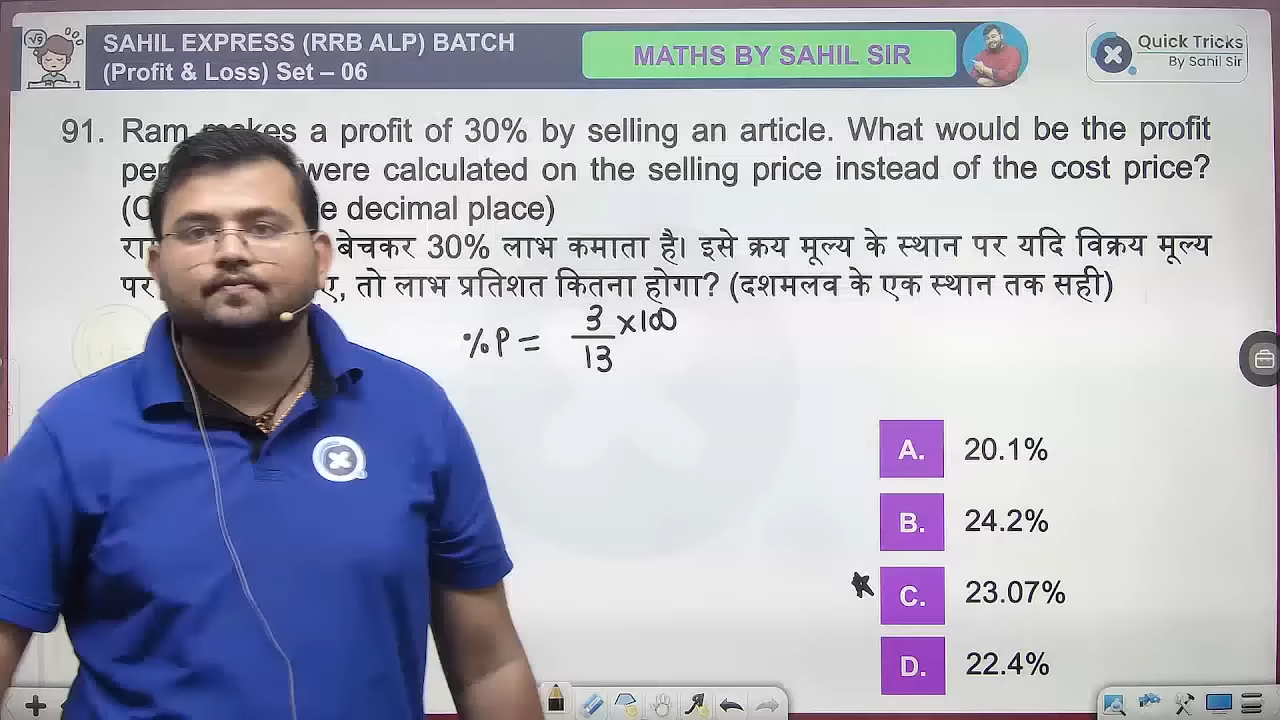 SAHIL EXPRESS (RRB ALP) BATCH
(Profit & Loss) Set – 06
MATHS BY SAHIL SIR
Quick Tricks
By Sahil Sir
91. Ram makes a profit of 30% by selling an article. What would be the profit
were calculated on the selling price instead of the cost price?
decimal place)
बेचकर 30% लाभ कमाता है। इसे क्रय मूल्य के स्थान पर यदि विक्रय मूल्य
पर तो लाभ प्रतिशत कितना होगा? (दशमलव के एक स्थान तक सही)
%P = 3/13 ×100
A. 20.1%
B. 24.2%
C. 23.07%
D. 22.4%